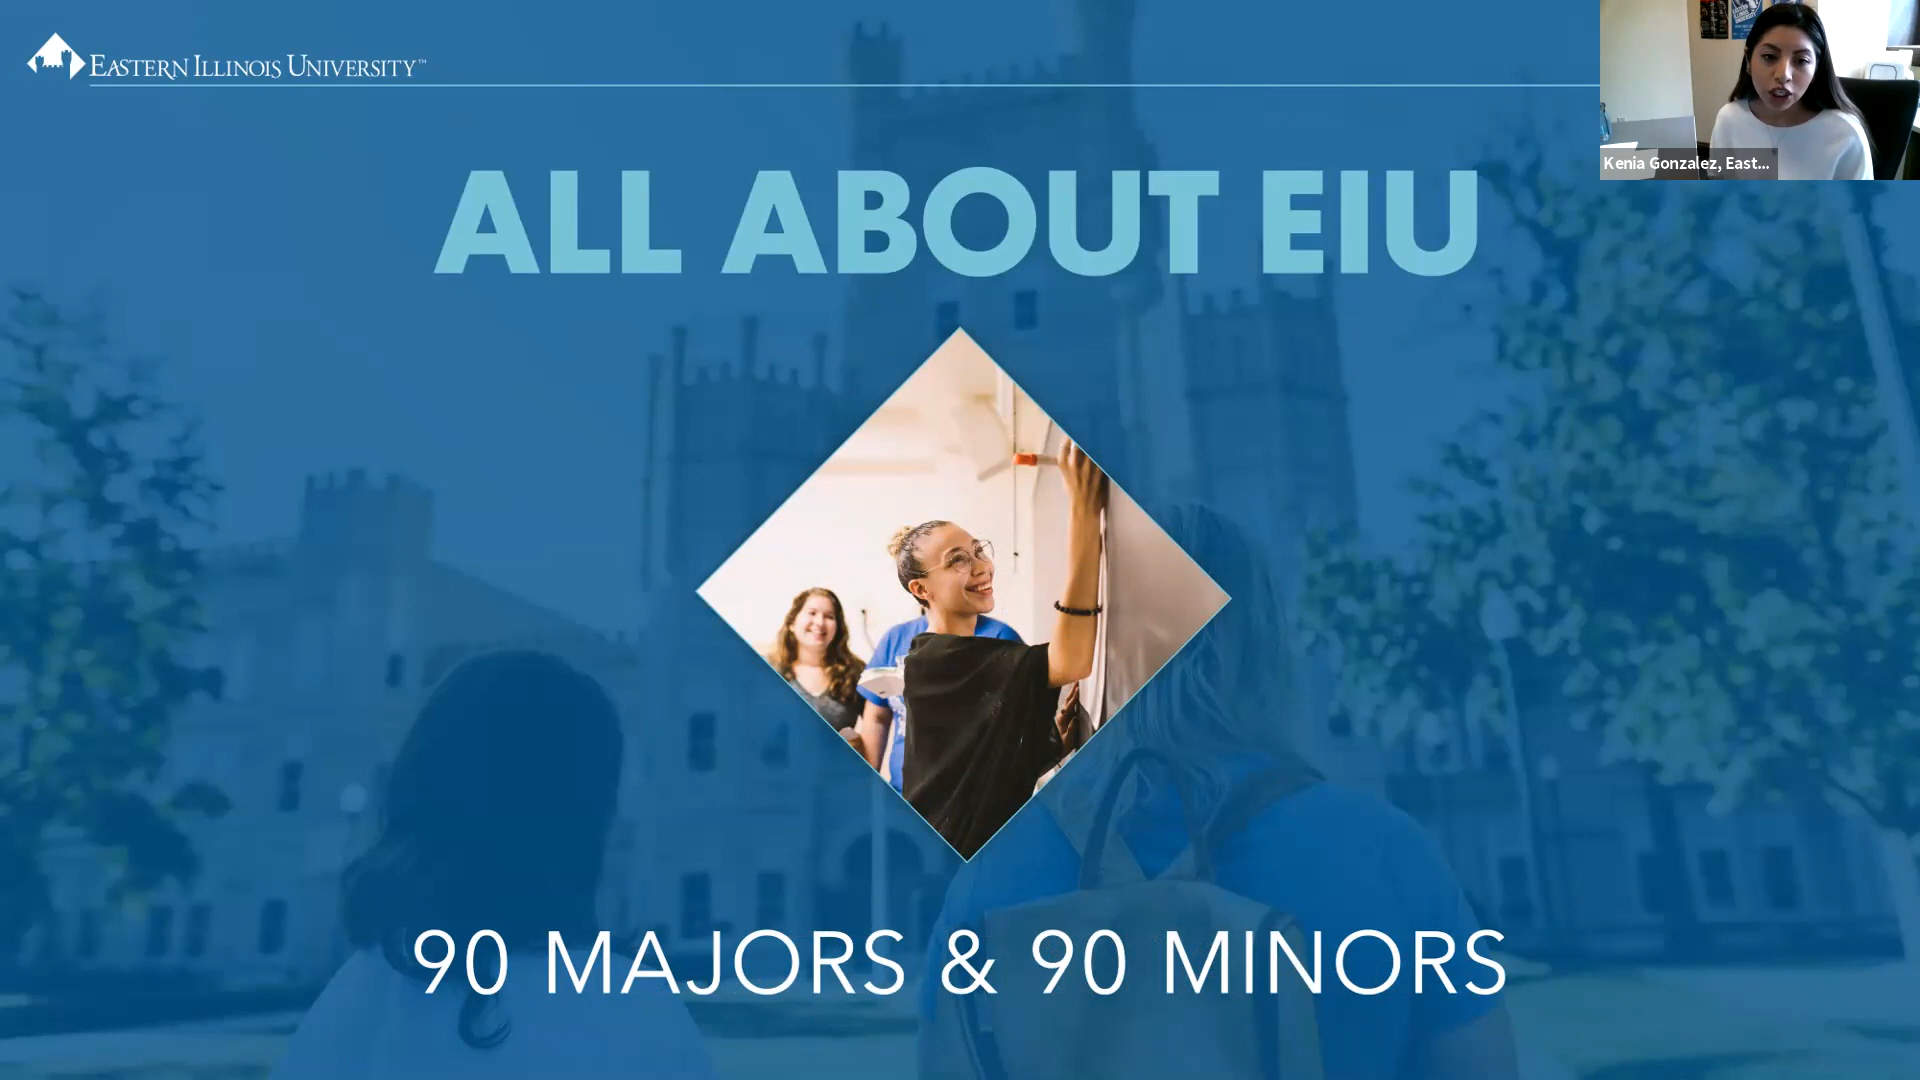 EASTERN ILLINOIS UNIVERSITY™
ALL ABOUT EIU
Kenia Gonzalez, East...
90 MAJORS & 90 MINORS